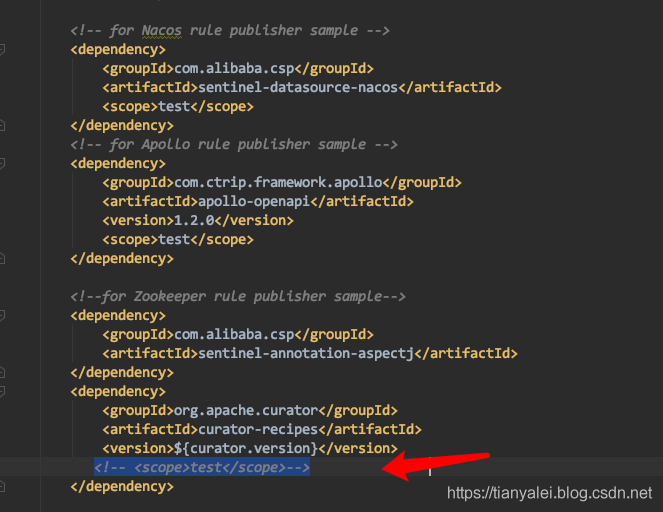 <!-- for Nacos rule publisher sample -->
<dependency>
<groupId>com.alibaba.csp</groupId>
<artifactId>sentinel-datasource-nacos</artifactId>
<scope>test</scope>
</dependency>
<!-- for Apollo rule publisher sample -->
<dependency>
<groupId>com.ctrip.framework.apollo</groupId>
<artifactId>apollo-openapi</artifactId>
<version>1.2.0</version>
<scope>test</scope>
</dependency>
<!--for Zookeeper rule publisher sample-->
<dependency>
<groupId>com.alibaba.csp</groupId>
<artifactId>sentinel-annotation-aspectj</artifactId>
</dependency>
<dependency>
<groupId>org.apache.curator</groupId>
<artifactId>curator-recipes</artifactId>
<version>${curator.version}</version>
<!-- <scope>test</scope>-->
</dependency>
https://tianyalei.blog.csdn.net